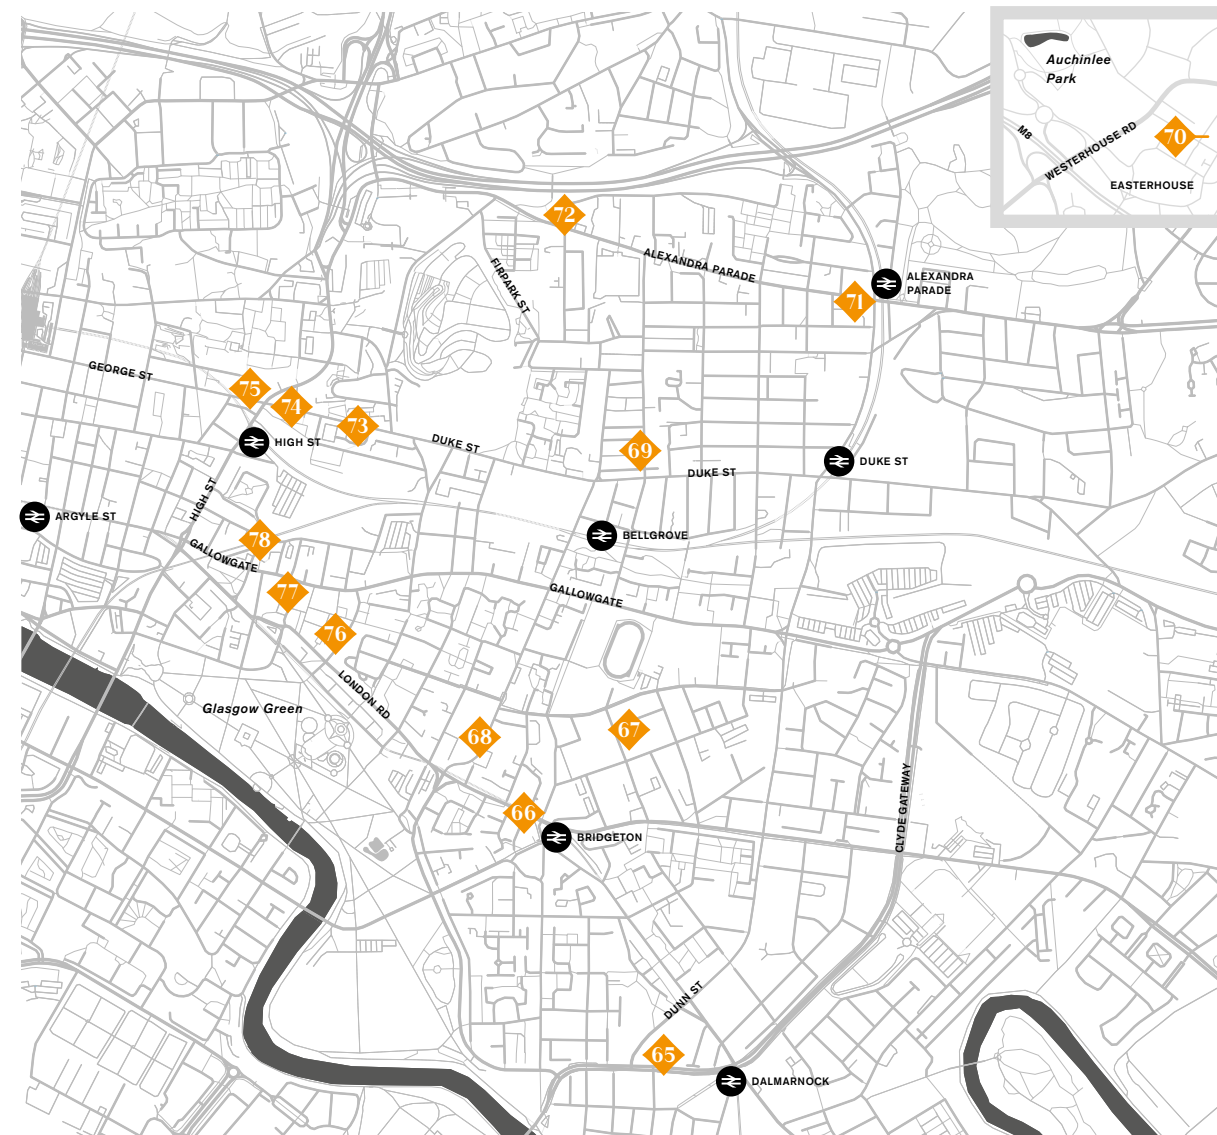 Auchinlee
Park
M8
WESTERHOUSE RD
70
EASTERHOUSE
72
FIRPARK ST
ALEXANDRA PARADE
71
ALEXANDRA
PARADE
GEORGE ST
75
74
73
HIGH ST
DUKE ST
69
DUKE ST
DUKE ST
HIGH ST
ARGYLE ST
78
GALLOWGATE
BELLGROVE
77
GALLOWGATE
76
LONDON RD
Glasgow Green
68
67
CLYDE GATEWAY
66
BRIDGETON
DUNN ST
65
DALMARNOCK